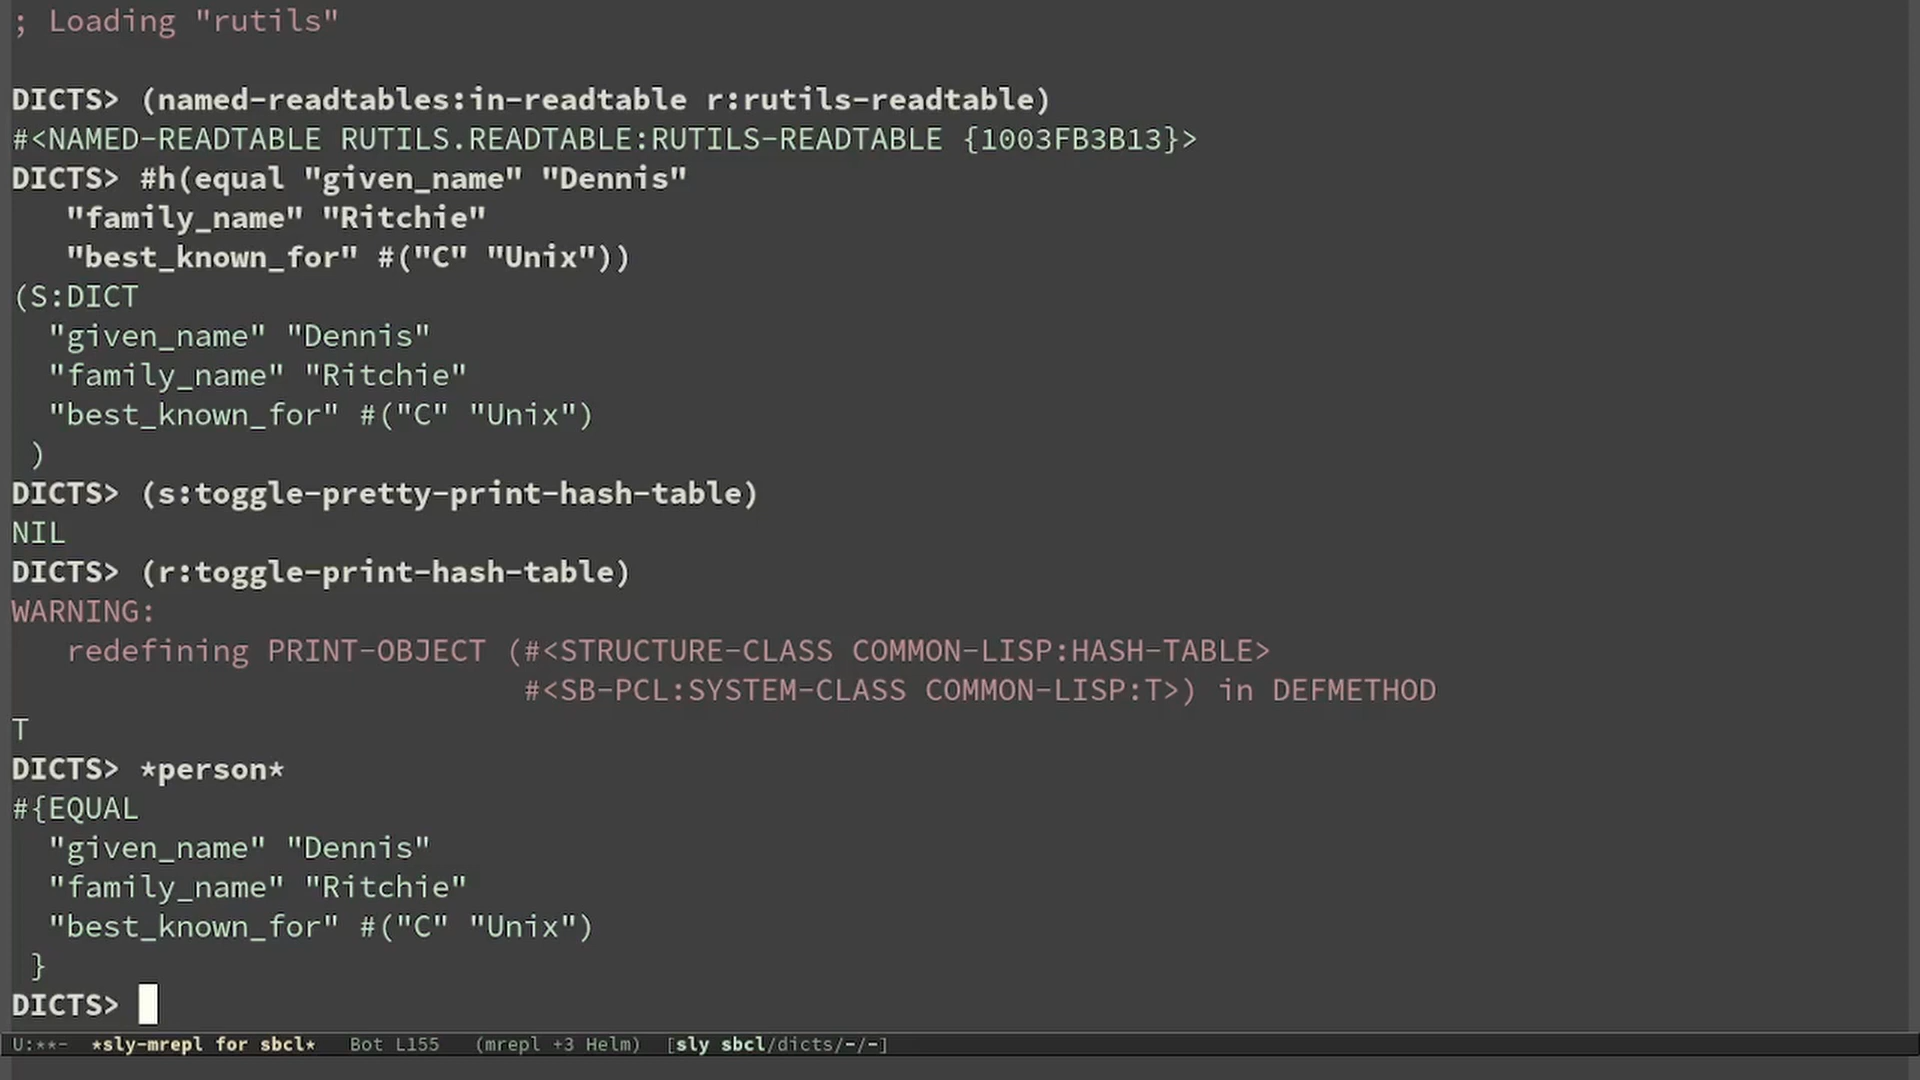 ; Loading "rutils"
DICTS> (named-readtables:in-readtable r:rutils-readtable)
#<NAMED-READTABLE RUTILS.READTABLE:RUTILS-READTABLE {1003FB3B13}>
DICTS> #h(equal "given_name" "Dennis"
   "family_name" "Ritchie"
   "best_known_for" #("C" "Unix"))
(S:DICT
  "given_name" "Dennis"
  "family_name" "Ritchie"
  "best_known_for" #("C" "Unix")
 )
DICTS> (s:toggle-pretty-print-hash-table)
NIL
DICTS> (r:toggle-print-hash-table)
WARNING:
   redefining PRINT-OBJECT (#<STRUCTURE-CLASS COMMON-LISP:HASH-TABLE>
                            #<SB-PCL:SYSTEM-CLASS COMMON-LISP:T>) in DEFMETHOD
T
DICTS> *person*
#{EQUAL
  "given_name" "Dennis"
  "family_name" "Ritchie"
  "best_known_for" #("C" "Unix")
 }
DICTS>
U:**-  *sly-mrepl for sbcl*   Bot L155   (mrepl +3 Helm)  [sly sbcl/dicts/-/-]